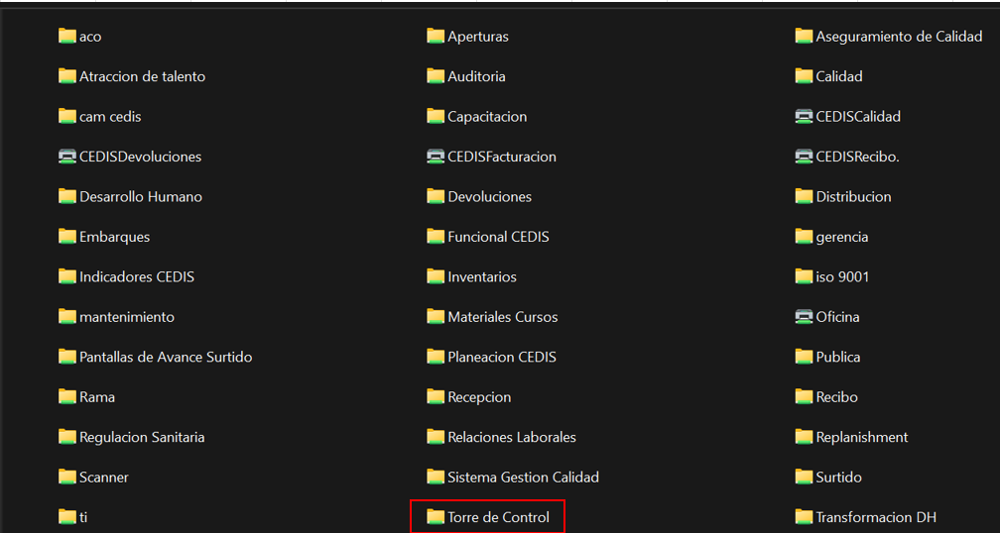 aco
Aperturas
Aseguramiento de Calidad
Atraccion de talento
Auditoria
Calidad
cam cedis
Capacitacion
CEDISCalidad
CEDISDevoluciones
CEDISFacturacion
CEDISRecibo.
Desarrollo Humano
Devoluciones
Distribucion
Embarques
Funcional CEDIS
gerencia
Indicadores CEDIS
Inventarios
iso 9001
mantenimiento
Materiales Cursos
Oficina
Pantallas de Avance Surtido
Planeacion CEDIS
Publica
Rama
Recepcion
Recibo
Regulacion Sanitaria
Relaciones Laborales
Replanishment
Scanner
Sistema Gestion Calidad
Surtido
ti
Torre de Control
Transformacion DH